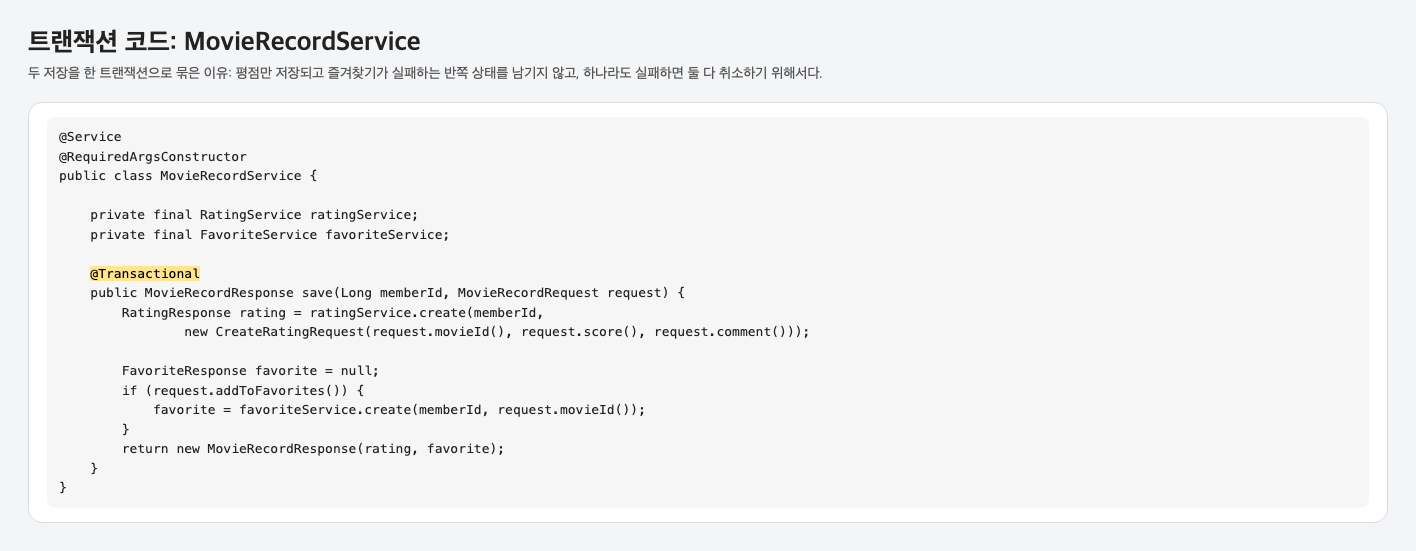 트랜잭션 코드: MovieRecordService
두 저장을 한 트랜잭션으로 묶은 이유: 평점만 저장되고 즐겨찾기가 실패하는 반쪽 상태를 남기지 않고, 하나라도 실패하면 둘 다 취소하기 위해서다.
@Service
@RequiredArgsConstructor
public class MovieRecordService {
    private final RatingService ratingService;
    private final FavoriteService favoriteService;
    @Transactional
    public MovieRecordResponse save(Long memberId, MovieRecordRequest request) {
        RatingResponse rating = ratingService.create(memberId,
                new CreateRatingRequest(request.movieId(), request.score(), request.comment()));
        FavoriteResponse favorite = null;
        if (request.addToFavorites()) {
            favorite = favoriteService.create(memberId, request.movieId());
        }
        return new MovieRecordResponse(rating, favorite);
    }
}